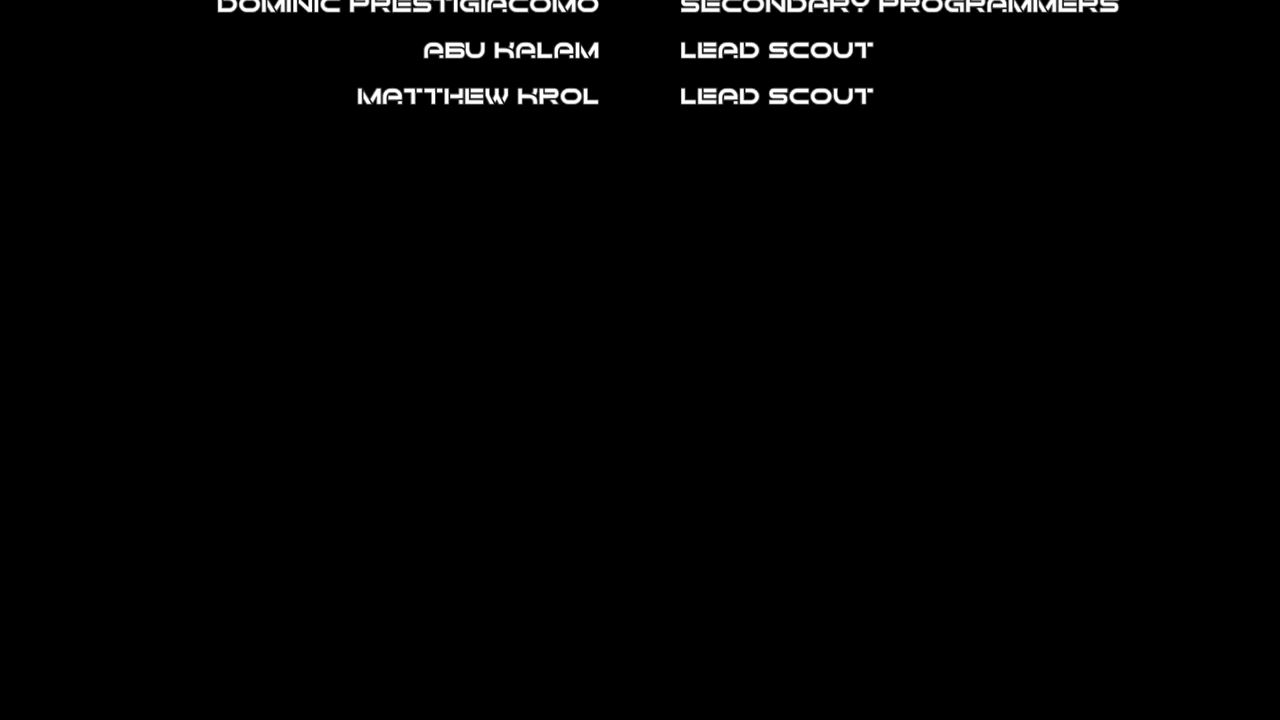 DOMINIC PRESTIGIACOMO SECONDARY PROGRAMMERS
ABU KALAM LEAD SCOUT
MATTHEW KROL LEAD SCOUT